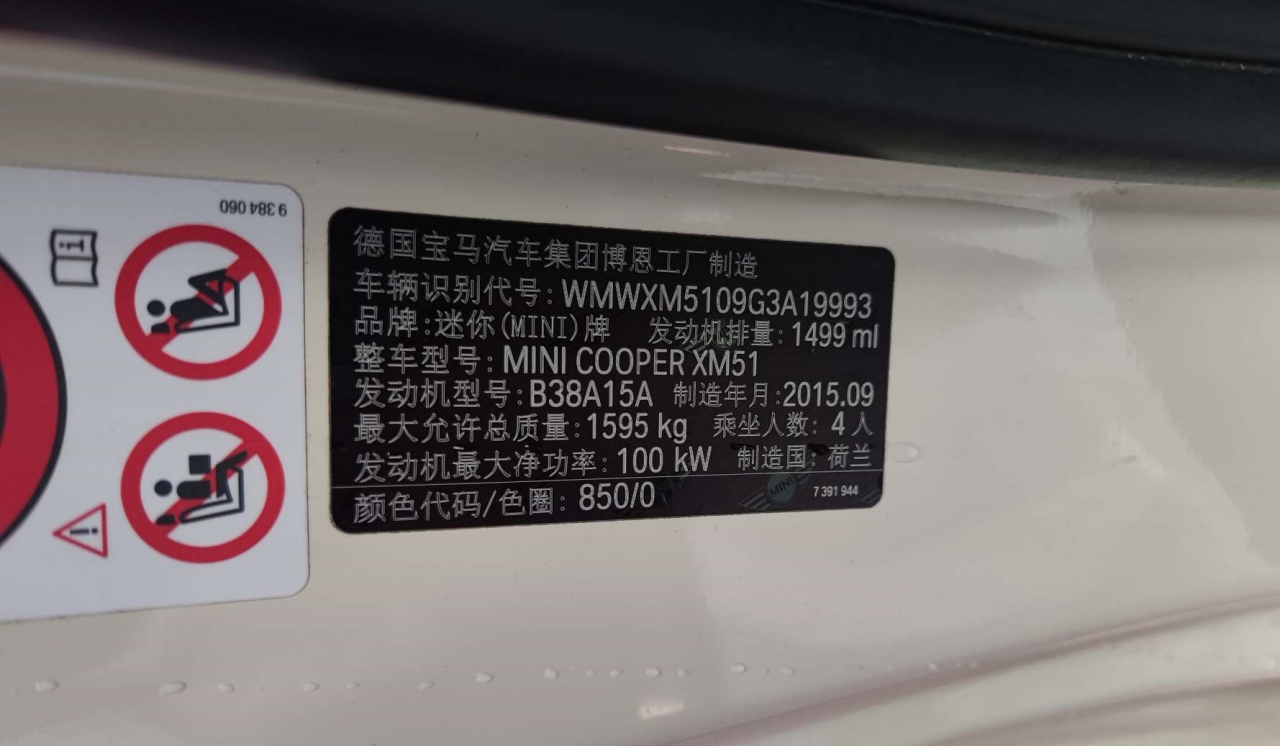 9 384 060
德国宝马汽车集团博恩工厂制造
车辆识别代号: WMWXM5109G3A19993
品牌: 迷你(MINI)牌 发动机排量: 1499 ml
整车型号: MINI COOPER XM51
发动机型号: B38A15A 制造年月: 2015.09
最大允许总质量: 1595 kg 乘坐人数: 4 人
发动机最大净功率: 100 kW 制造国: 荷兰
颜色代码/色圈: 850/0
MINI
7 391 944